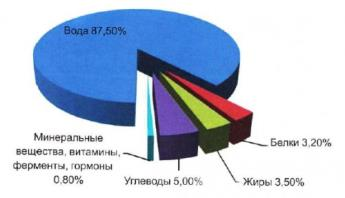 Вода 87,50%
Белки 3,20%
Жиры 3,50%
Углеводы 5,00%
Минеральные
вещества, витамины,
ферменты, гормоны
0,80%